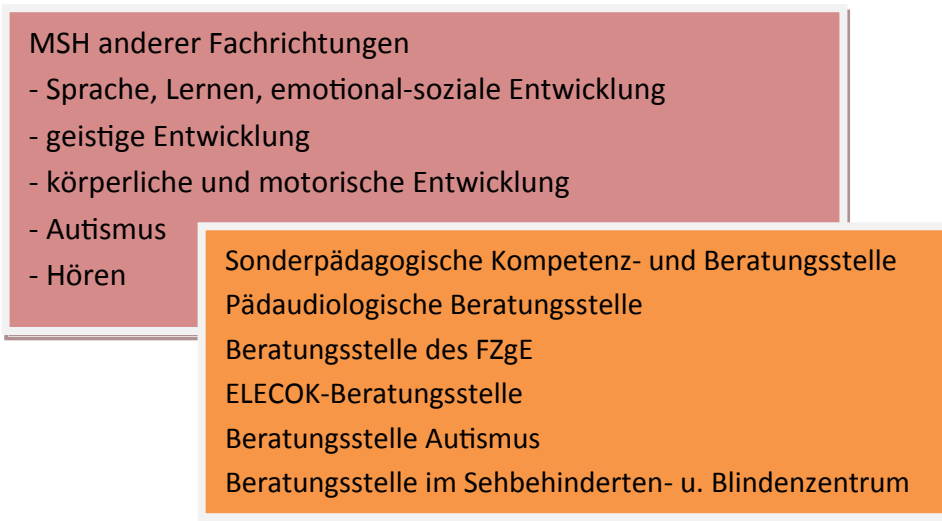 MSH anderer Fachrichtungen
- Sprache, Lernen, emotional-soziale Entwicklung
- geistige Entwicklung
- körperliche und motorische Entwicklung
- Autismus
- Hören
Sonderpädagogische Kompetenz- und Beratungsstelle
Pädaudiologische Beratungsstelle
Beratungsstelle des FZgE
ELECOK-Beratungsstelle
Beratungsstelle Autismus
Beratungsstelle im Sehbehinderten- u. Blindenzentrum